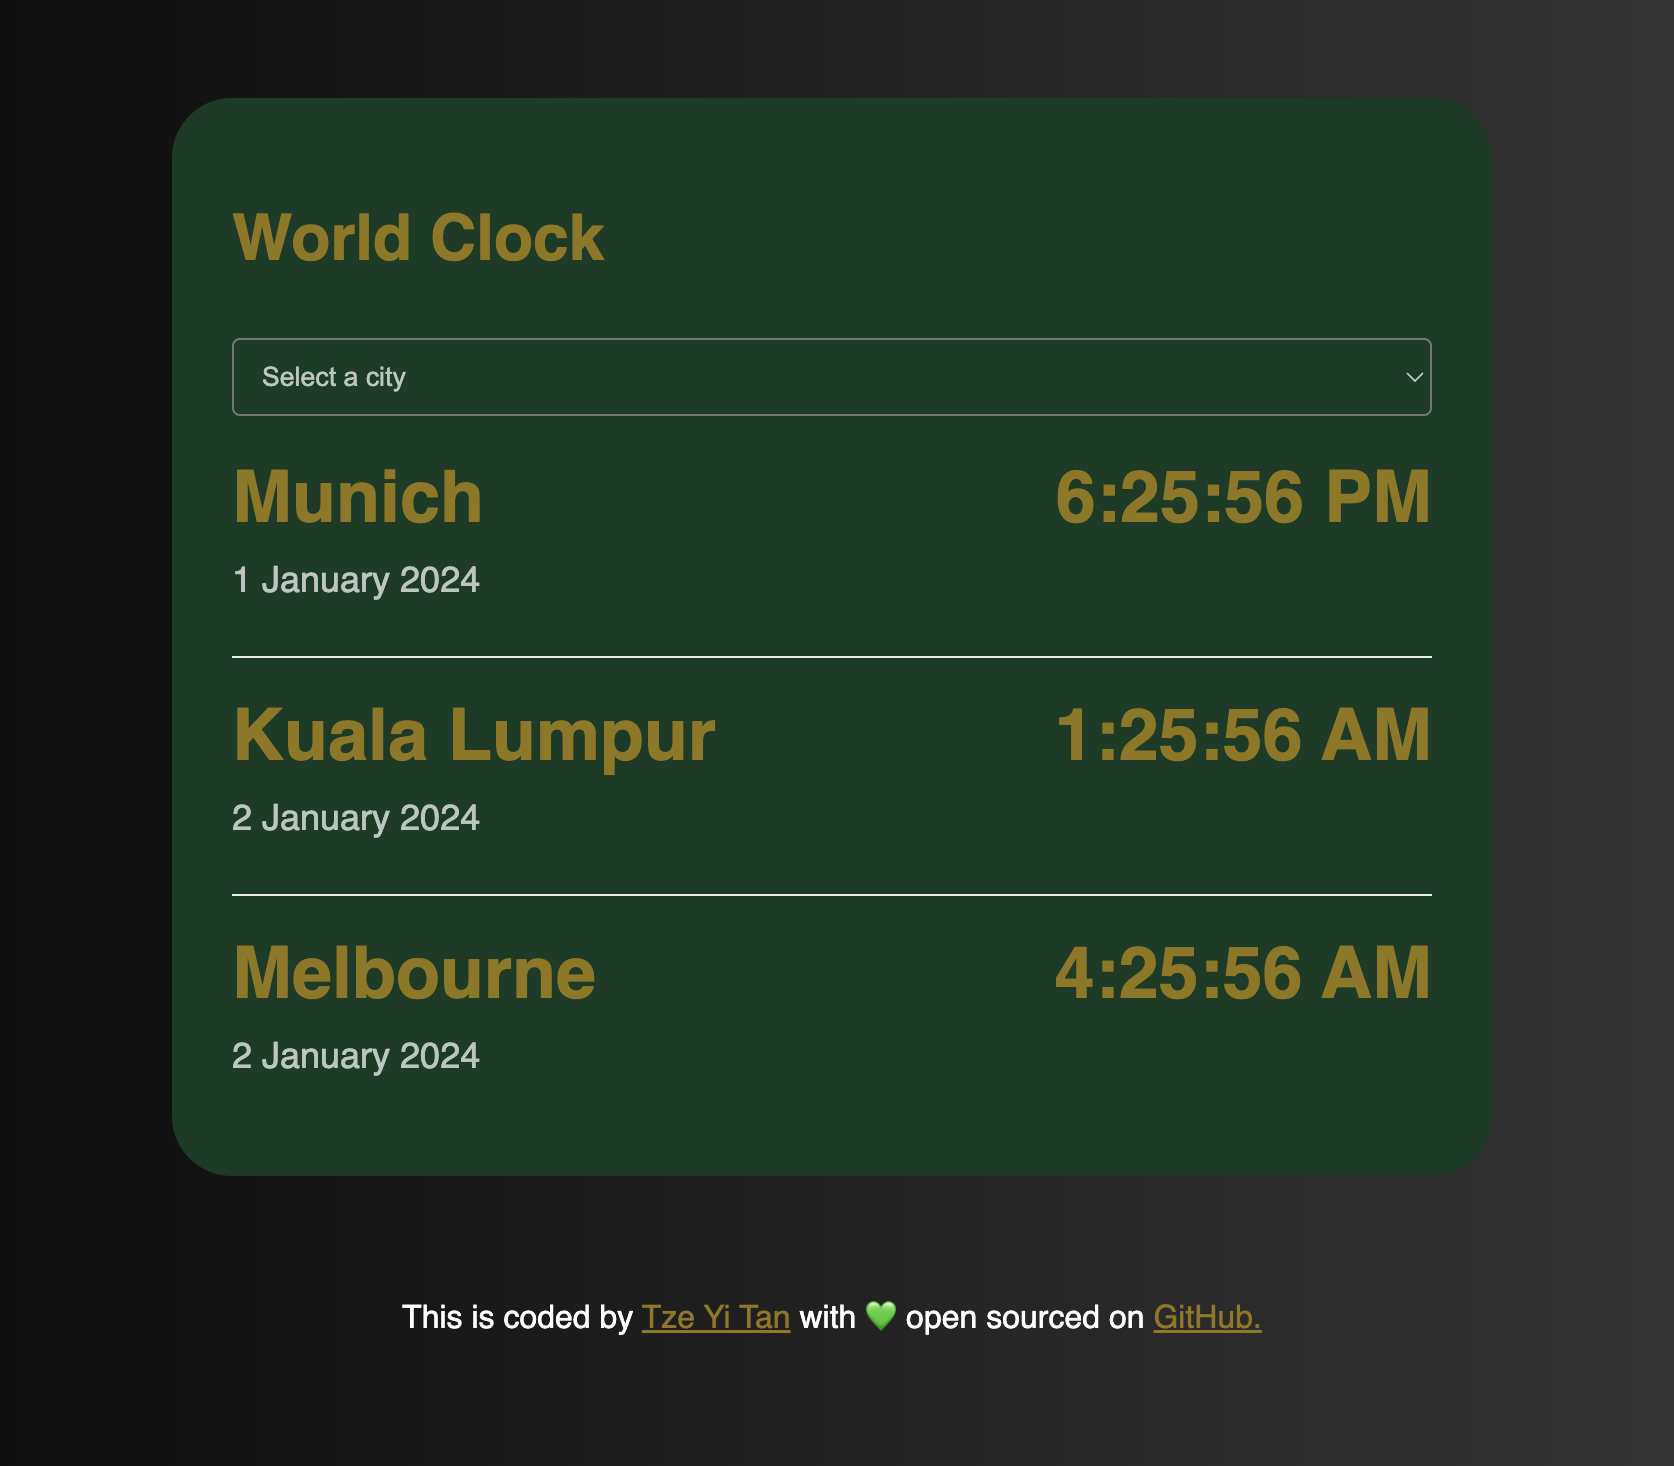 World Clock
Select a city
Munich 6:25:56 PM
1 January 2024
Kuala Lumpur 1:25:56 AM
2 January 2024
Melbourne 4:25:56 AM
2 January 2024
This is coded by Tze Yi Tan with 💚 open sourced on GitHub.